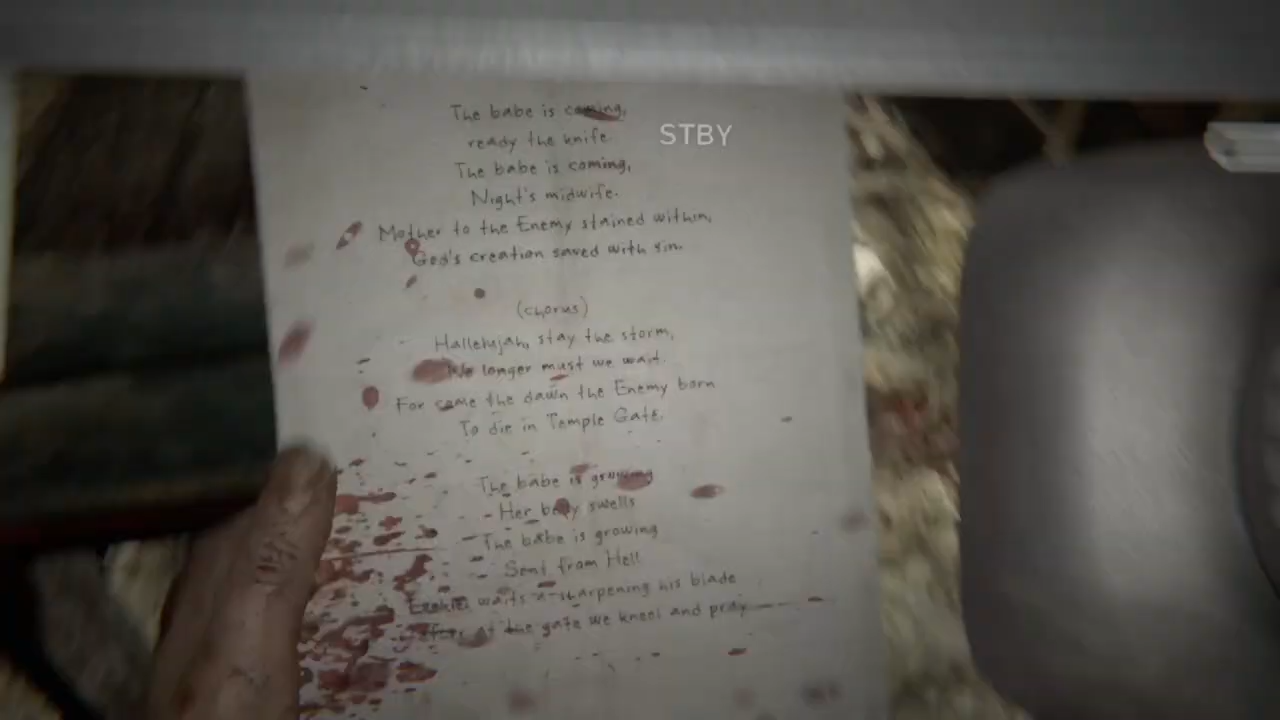 The babe is coming,
ready the knife.
STBY
The babe is coming,
Night's midwife.
Mother to the Enemy stained within,
God's creation saved with sin.
(chorus)
Hallelujah, stay the storm,
No longer must we wait.
For come the dawn the Enemy born
To die in Temple Gate.
The babe is growing
Her belly swells
The babe is growing
Sent from Hell
Ezekiel waits a-sharpening his blade
at the gate we kneel and pray